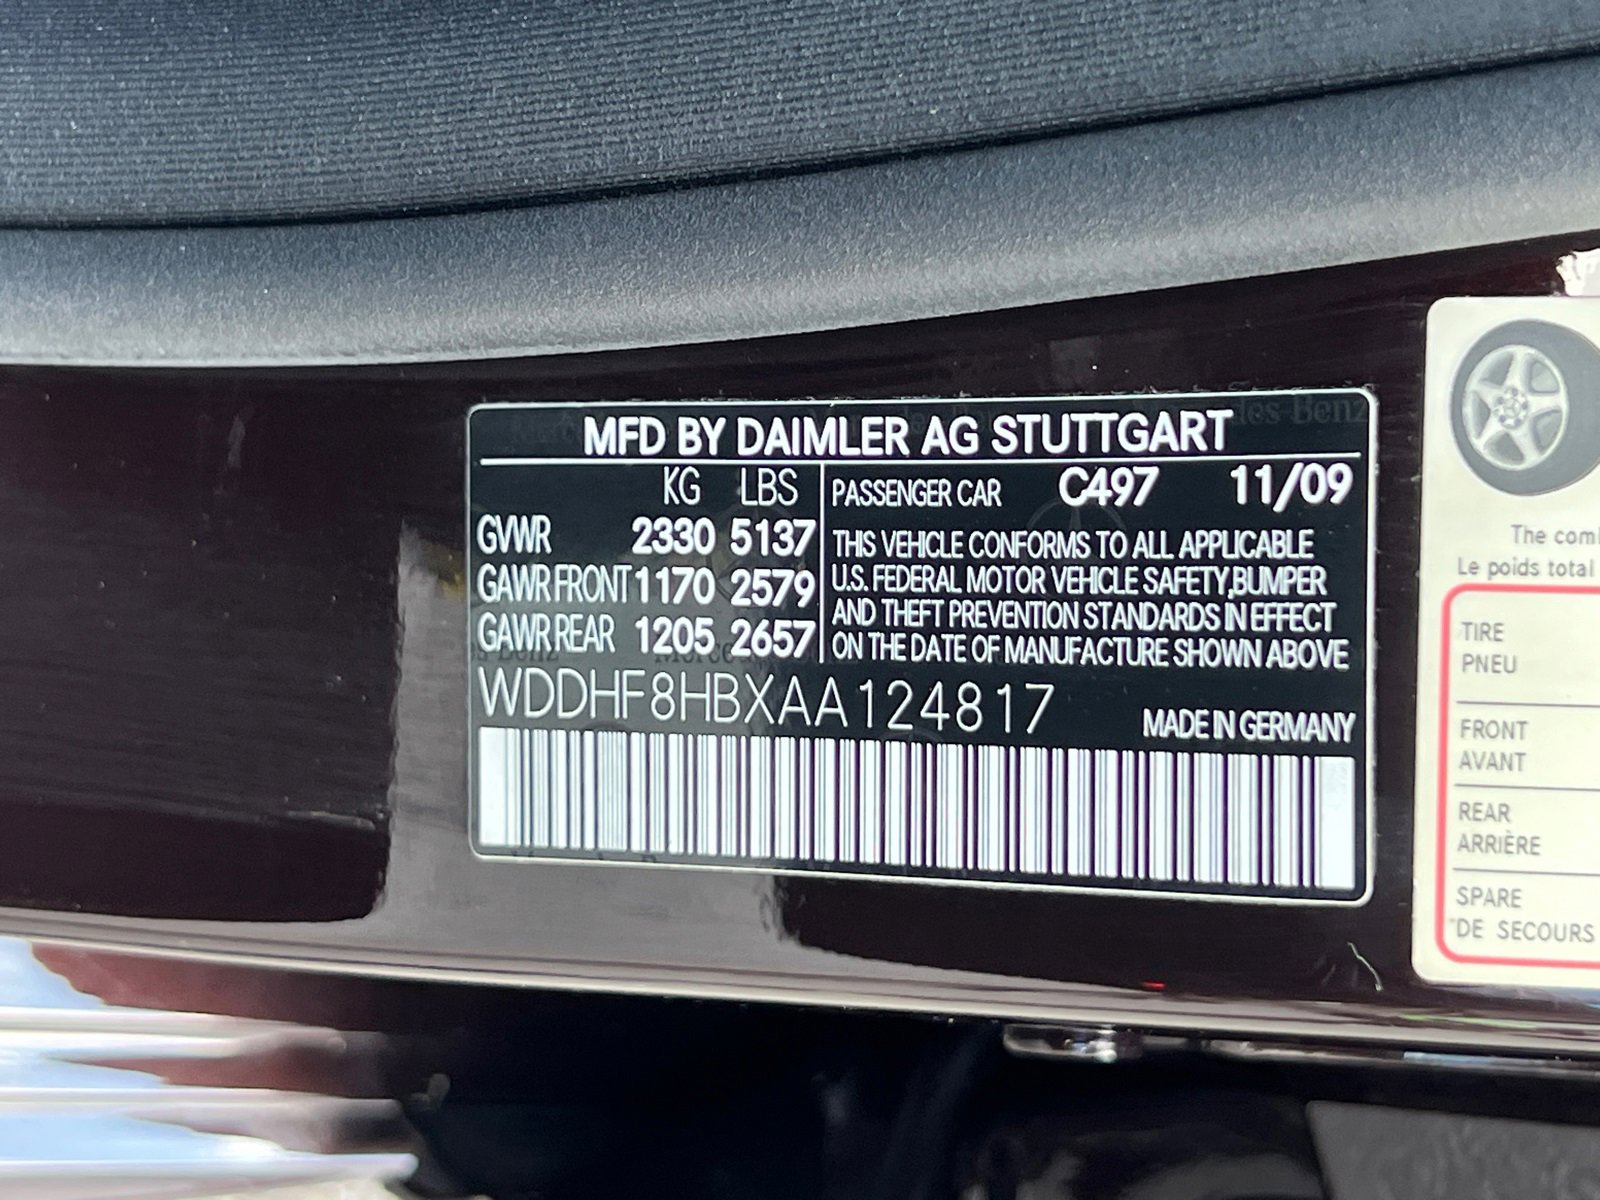 MFD BY DAIMLER AG STUTTGART
KG LBS
GVWR 2330 5137
GAWR FRONT 1170 2579
GAWR REAR 1205 2657
PASSENGER CAR C497 11/09
THIS VEHICLE CONFORMS TO ALL APPLICABLE
U.S. FEDERAL MOTOR VEHICLE SAFETY,BUMPER
AND THEFT PREVENTION STANDARDS IN EFFECT
ON THE DATE OF MANUFACTURE SHOWN ABOVE
WDDHF8HBXAA124817
MADE IN GERMANY
The
Le poids total
TIRE
PNEU
FRONT
AVANT
REAR
ARRIÈRE
SPARE
DE SECOURS